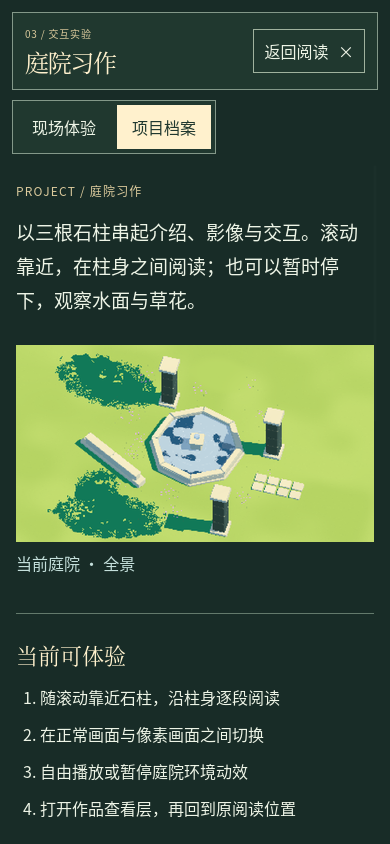 03 / 交互实验
庭院习作
返回阅读 ×
现场体验 项目档案
PROJECT / 庭院习作
以三根石柱串起介绍、影像与交互。滚动
靠近，在柱身之间阅读；也可以暂时停
下，观察水面与草花。
当前庭院 · 全景
当前可体验
1. 随滚动靠近石柱，沿柱身逐段阅读
2. 在正常画面与像素画面之间切换
3. 自由播放或暂停庭院环境动效
4. 打开作品查看层，再回到原阅读位置